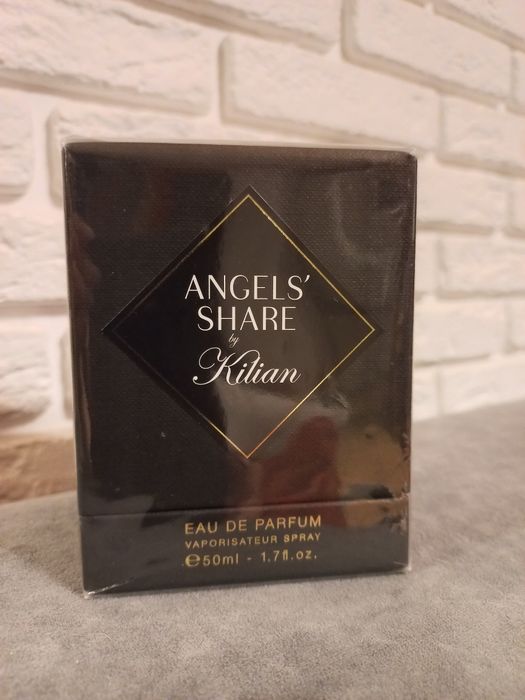 ANGELS’
SHARE
by
Kilian
EAU DE PARFUM
VAPORISATEUR SPRAY
℮50ml - 1.7fl.oz.